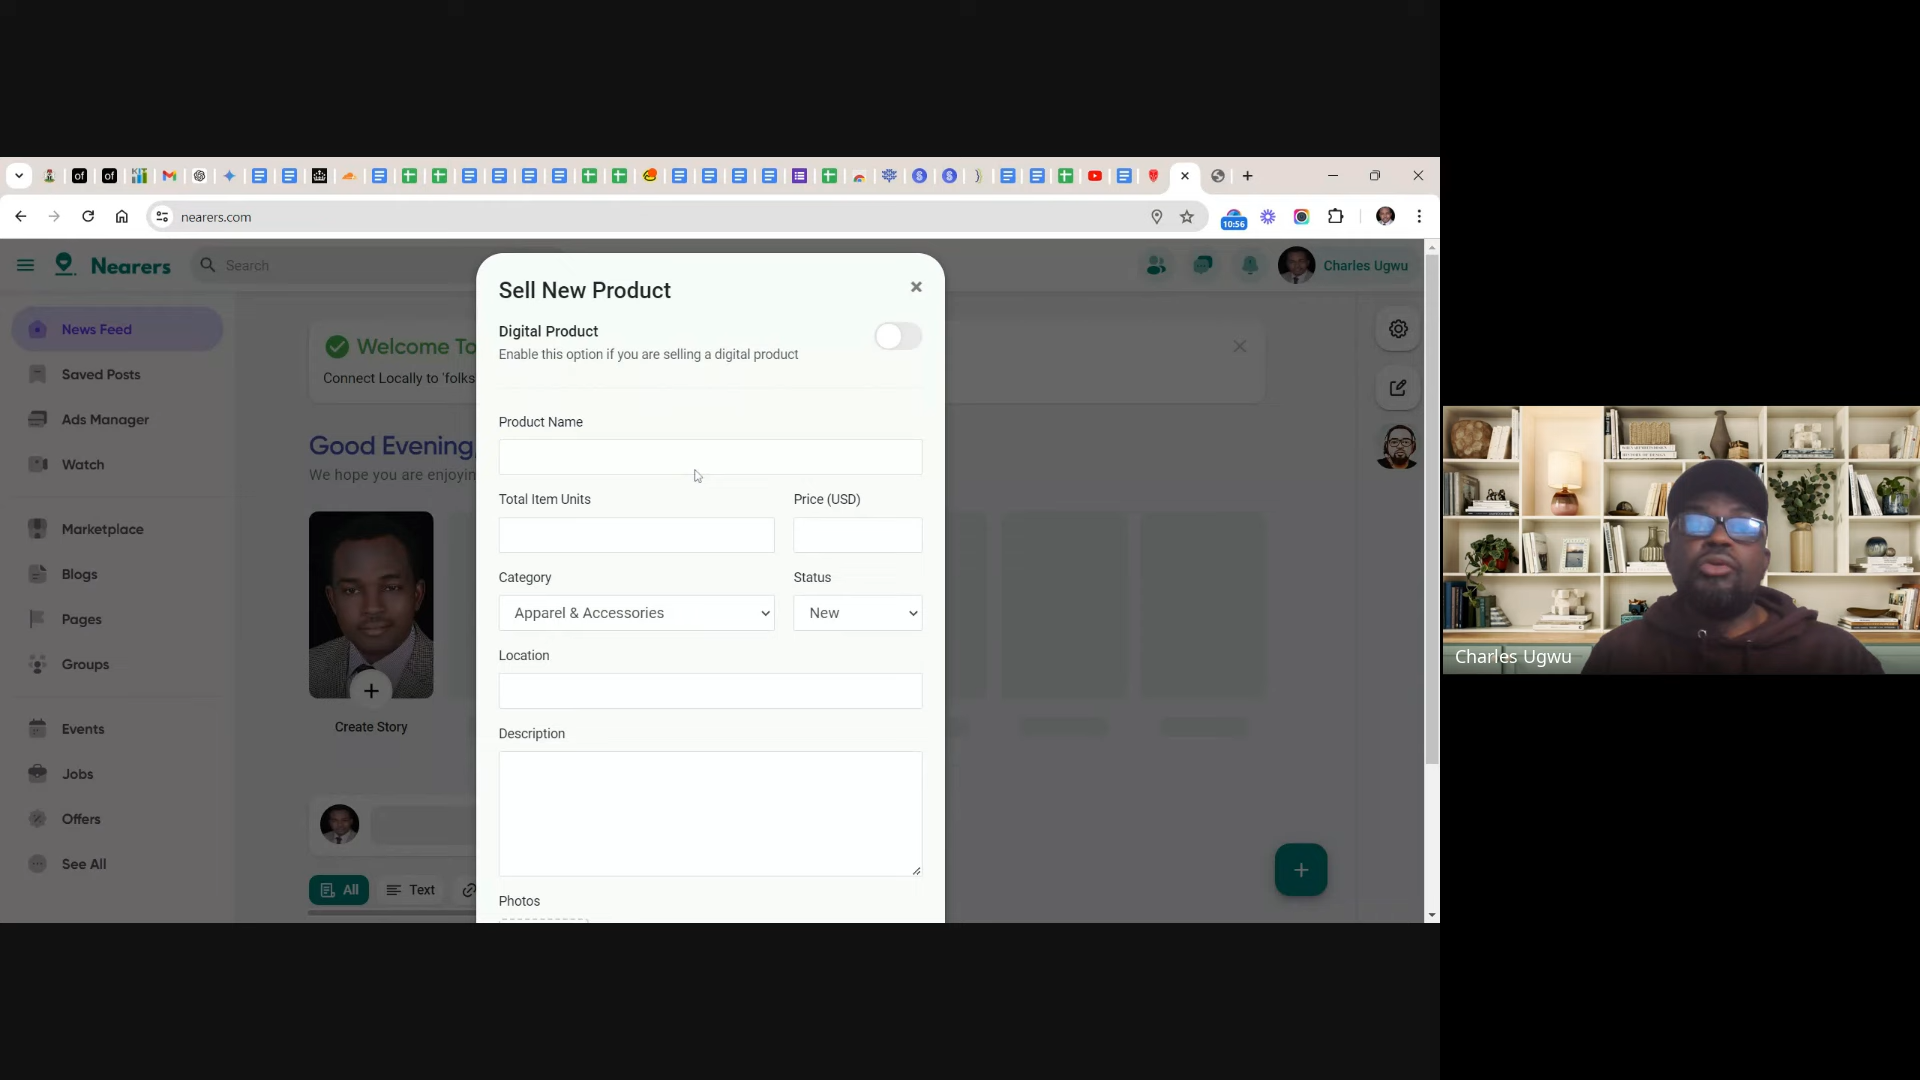 nearers.com
10:56
Nearers
Search
Charles Ugwu
News Feed
Saved Posts
Ads Manager
Watch
Marketplace
Blogs
Pages
Groups
Events
Jobs
Offers
See All
Welcome To
Connect Locally to 'folks
Good Evening,
We hope you are enjoyin
Create Story
All
Text
Sell New Product
Digital Product
Enable this option if you are selling a digital product
Product Name
Total Item Units
Price (USD)
Category
Status
Apparel & Accessories
New
Location
Description
Photos
Charles Ugwu